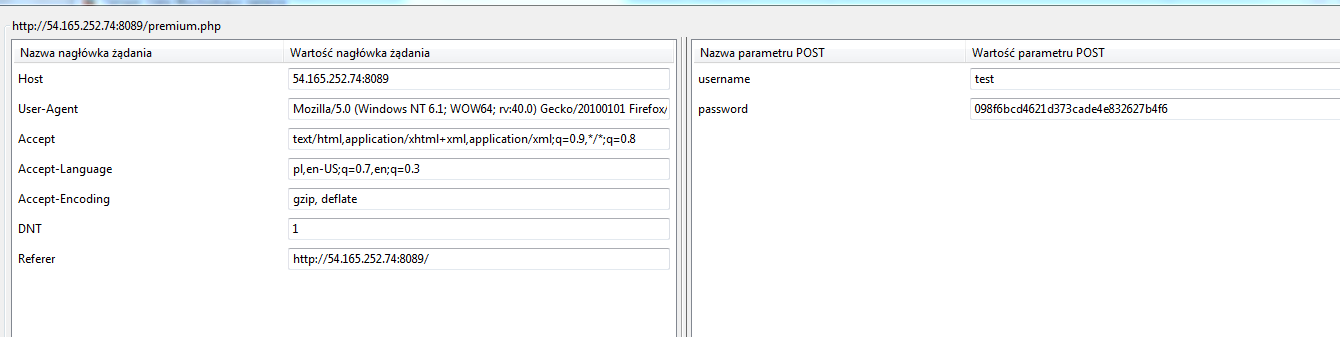 http://54.165.252.74:8089/premium.php
Nazwa nagłówka żądania Wartość nagłówka żądania
Host 54.165.252.74:8089
User-Agent Mozilla/5.0 (Windows NT 6.1; WOW64; rv:40.0) Gecko/20100101 Firefox/
Accept text/html,application/xhtml+xml,application/xml;q=0.9,*/*;q=0.8
Accept-Language pl,en-US;q=0.7,en;q=0.3
Accept-Encoding gzip, deflate
DNT 1
Referer http://54.165.252.74:8089/
Nazwa parametru POST Wartość parametru POST
username test
password 098f6bcd4621d373cade4e832627b4f6